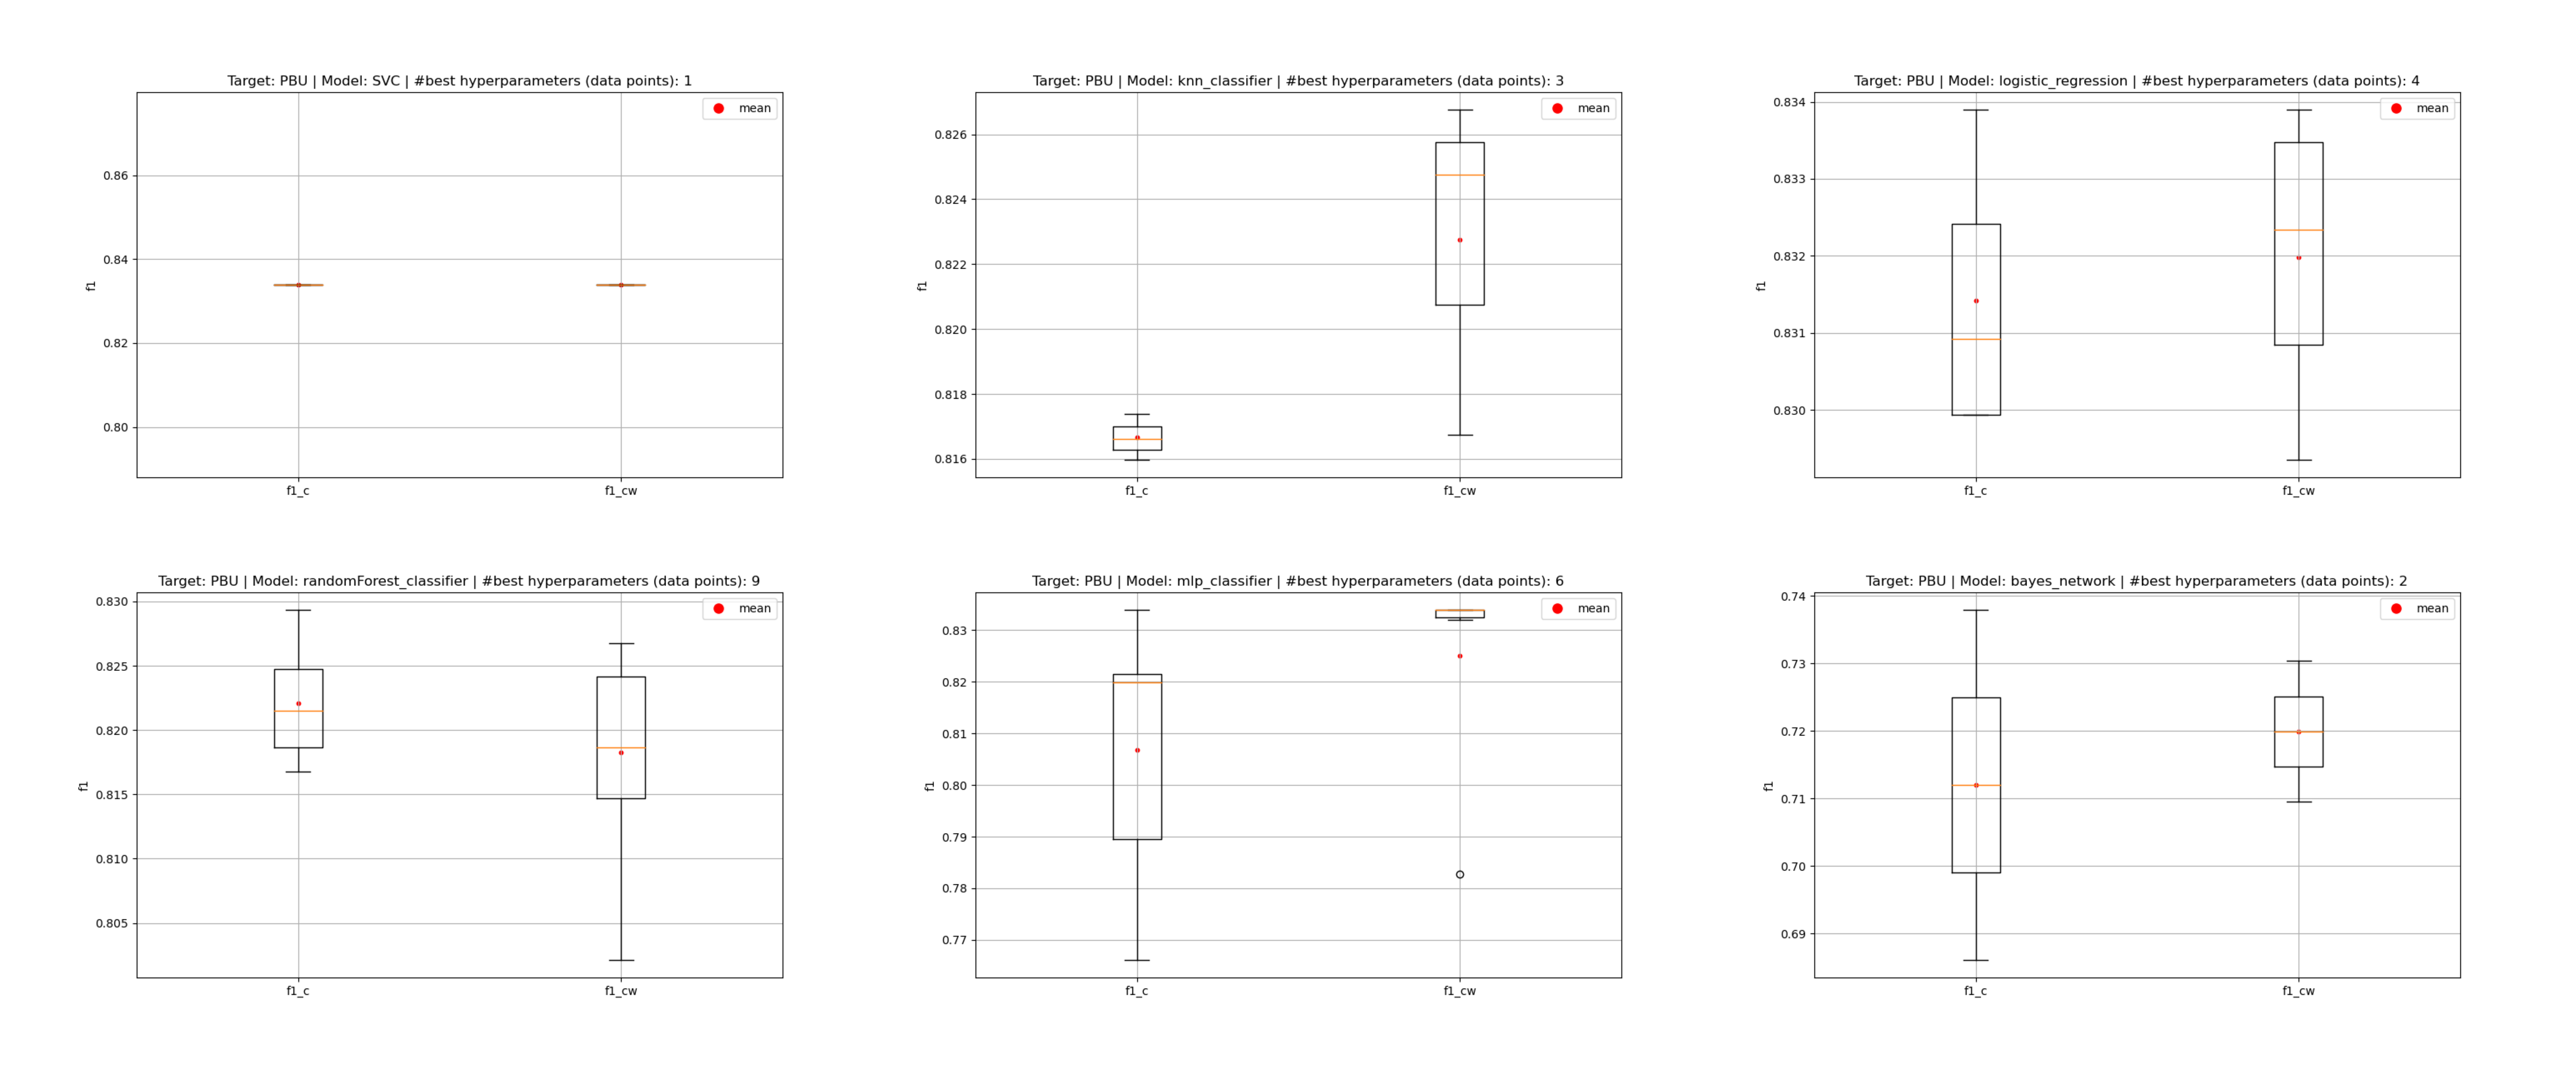 Target: PBU | Model: SVC | #best hyperparameters (data points): 1
mean
0.86
0.84
0.82
0.80
f1
f1_c
f1_cw
Target: PBU | Model: knn_classifier | #best hyperparameters (data points): 3
mean
0.826
0.824
0.822
0.820
0.818
0.816
f1
f1_c
f1_cw
Target: PBU | Model: logistic_regression | #best hyperparameters (data points): 4
mean
0.834
0.833
0.832
0.831
0.830
f1
f1_c
f1_cw
Target: PBU | Model: randomForest_classifier | #best hyperparameters (data points): 9
mean
0.830
0.825
0.820
0.815
0.810
0.805
f1
f1_c
f1_cw
Target: PBU | Model: mlp_classifier | #best hyperparameters (data points): 6
mean
0.83
0.82
0.81
0.80
0.79
0.78
0.77
f1
f1_c
f1_cw
Target: PBU | Model: bayes_network | #best hyperparameters (data points): 2
mean
0.74
0.73
0.72
0.71
0.70
0.69
f1
f1_c
f1_cw